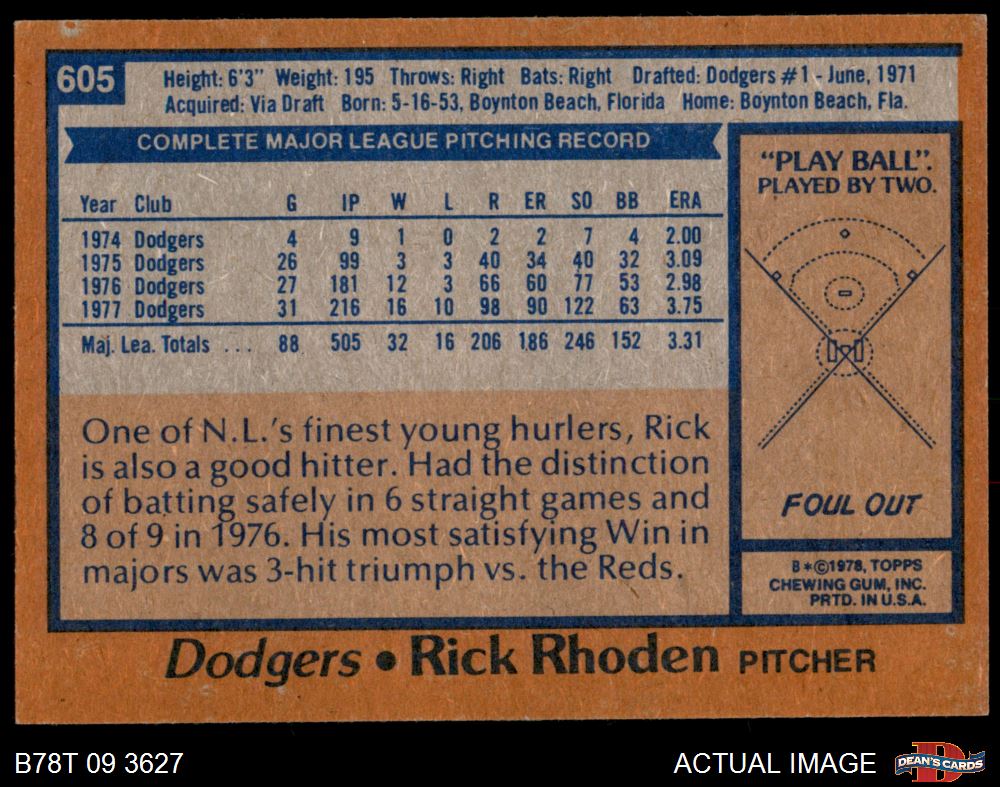 605
Height: 6'3" Weight: 195 Throws: Right Bats: Right Drafted: Dodgers #1 - June, 1971
Acquired: Via Draft Born: 5-16-53, Boynton Beach, Florida Home: Boynton Beach, Fla.
COMPLETE MAJOR LEAGUE PITCHING RECORD
Year Club G IP W L R ER SO BB ERA
1974 Dodgers 4 9 1 0 2 2 7 4 2.00
1975 Dodgers 26 99 3 3 40 34 40 32 3.09
1976 Dodgers 27 181 12 3 66 60 77 53 2.98
1977 Dodgers 31 216 16 10 98 90 122 63 3.75
Maj. Lea. Totals ... 88 505 32 16 206 186 246 152 3.31
One of N.L.'s finest young hurlers, Rick
is also a good hitter. Had the distinction
of batting safely in 6 straight games and
8 of 9 in 1976. His most satisfying Win in
majors was 3-hit triumph vs. the Reds.
"PLAY BALL".
PLAYED BY TWO.
FOUL OUT
B*©1978, TOPPS
CHEWING GUM, INC.
PRTD. IN U.S.A.
Dodgers • Rick Rhoden PITCHER
B78T 09 3627
ACTUAL IMAGE
DEAN'S CARDS